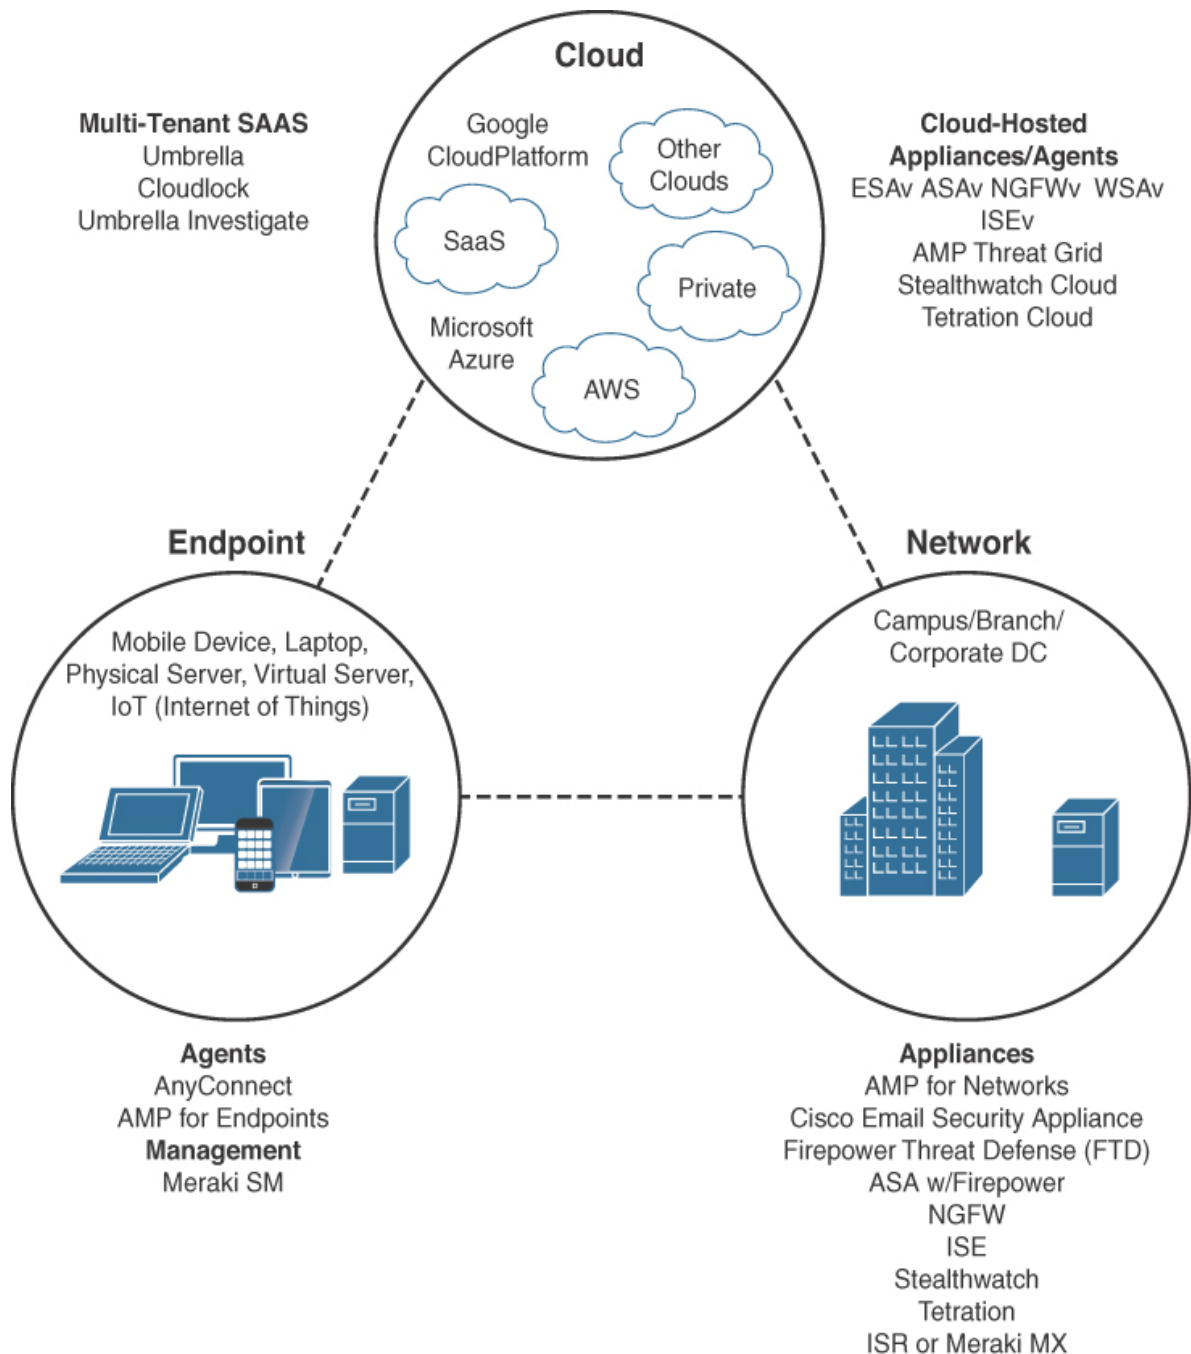 Cloud
Multi-Tenant SAAS
Umbrella
Cloudlock
Umbrella Investigate
Google
CloudPlatform
Other
Clouds
SaaS
Private
Microsoft
Azure
AWS
Cloud-Hosted
Appliances/Agents
ESAv ASAv NGFWv WSAv
ISEv
AMP Threat Grid
Stealthwatch Cloud
Tetration Cloud
Endpoint
Mobile Device, Laptop,
Physical Server, Virtual Server,
IoT (Internet of Things)
Agents
AnyConnect
AMP for Endpoints
Management
Meraki SM
Network
Campus/Branch/
Corporate DC
Appliances
AMP for Networks
Cisco Email Security Appliance
Firepower Threat Defense (FTD)
ASA w/Firepower
NGFW
ISE
Stealthwatch
Tetration
ISR or Meraki MX